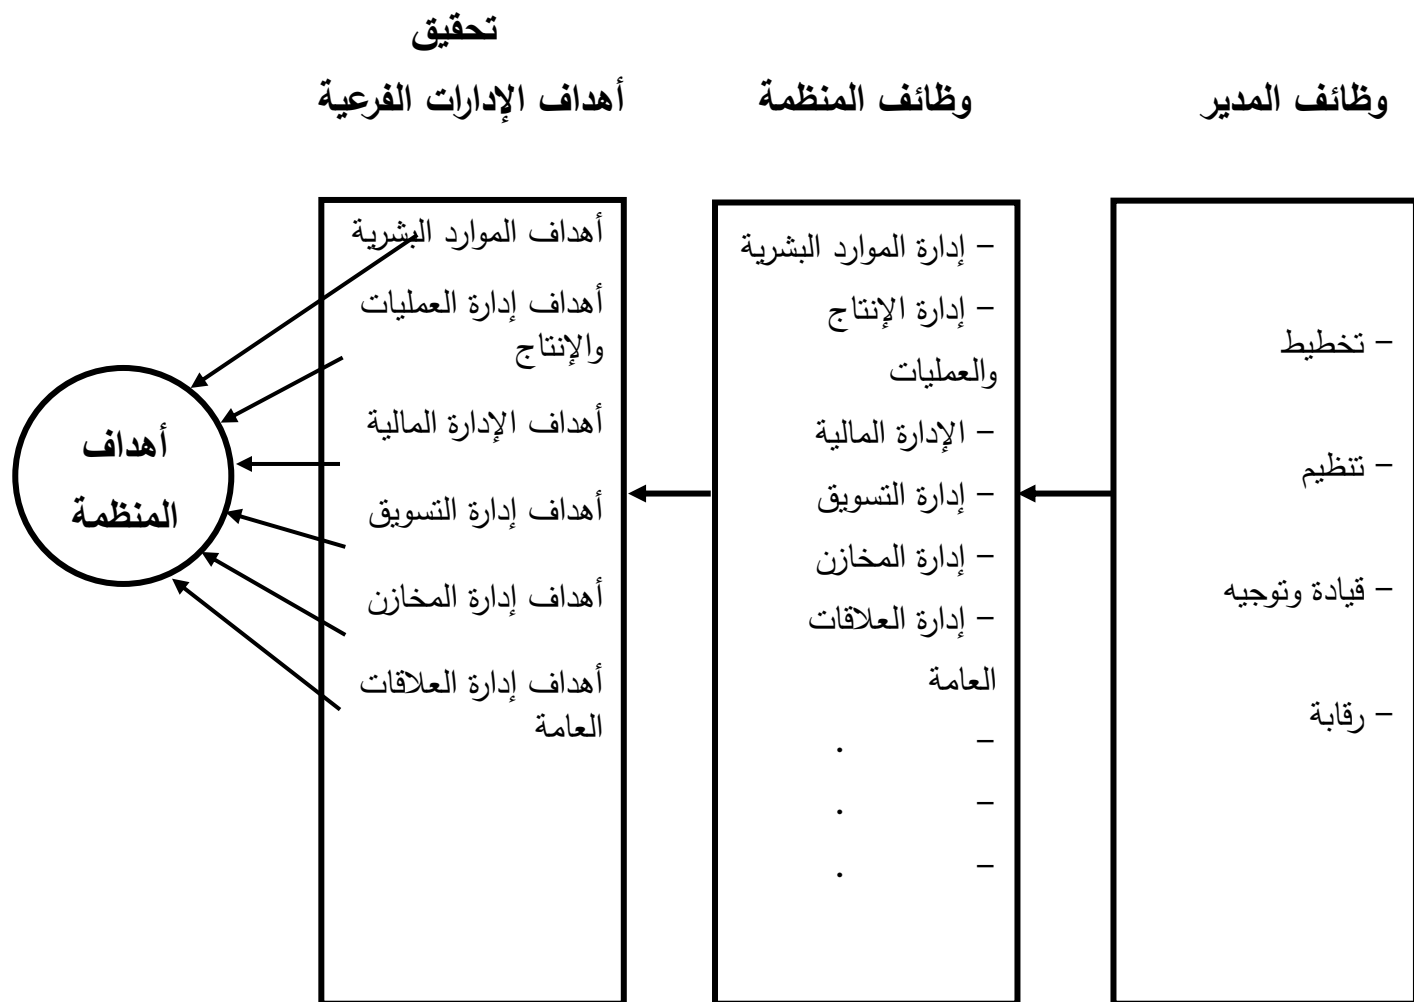 تحقيق
وظائف المدير
وظائف المنظمة
أهداف الإدارات الفرعية
- تخطيط
- تنظيم
- قيادة وتوجيه
- رقابة
- إدارة الموارد البشرية
- إدارة الإنتاج
والعمليات
- الإدارة المالية
- إدارة التسويق
- إدارة المخازن
- إدارة العلاقات
العامة
- .
- .
- .
أهداف الموارد البشرية
أهداف إدارة العمليات
والإنتاج
أهداف الإدارة المالية
أهداف إدارة التسويق
أهداف إدارة المخازن
أهداف إدارة العلاقات
العامة
أهداف
المنظمة